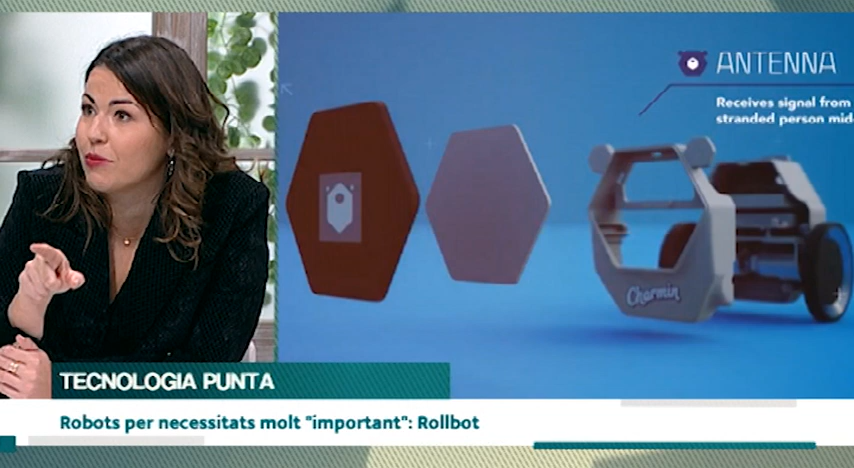 ANTENNA
Receives signal from
stranded person mid-
Charmin
TECNOLOGIA PUNTA
Robots per necessitats molt "important": Rollbot